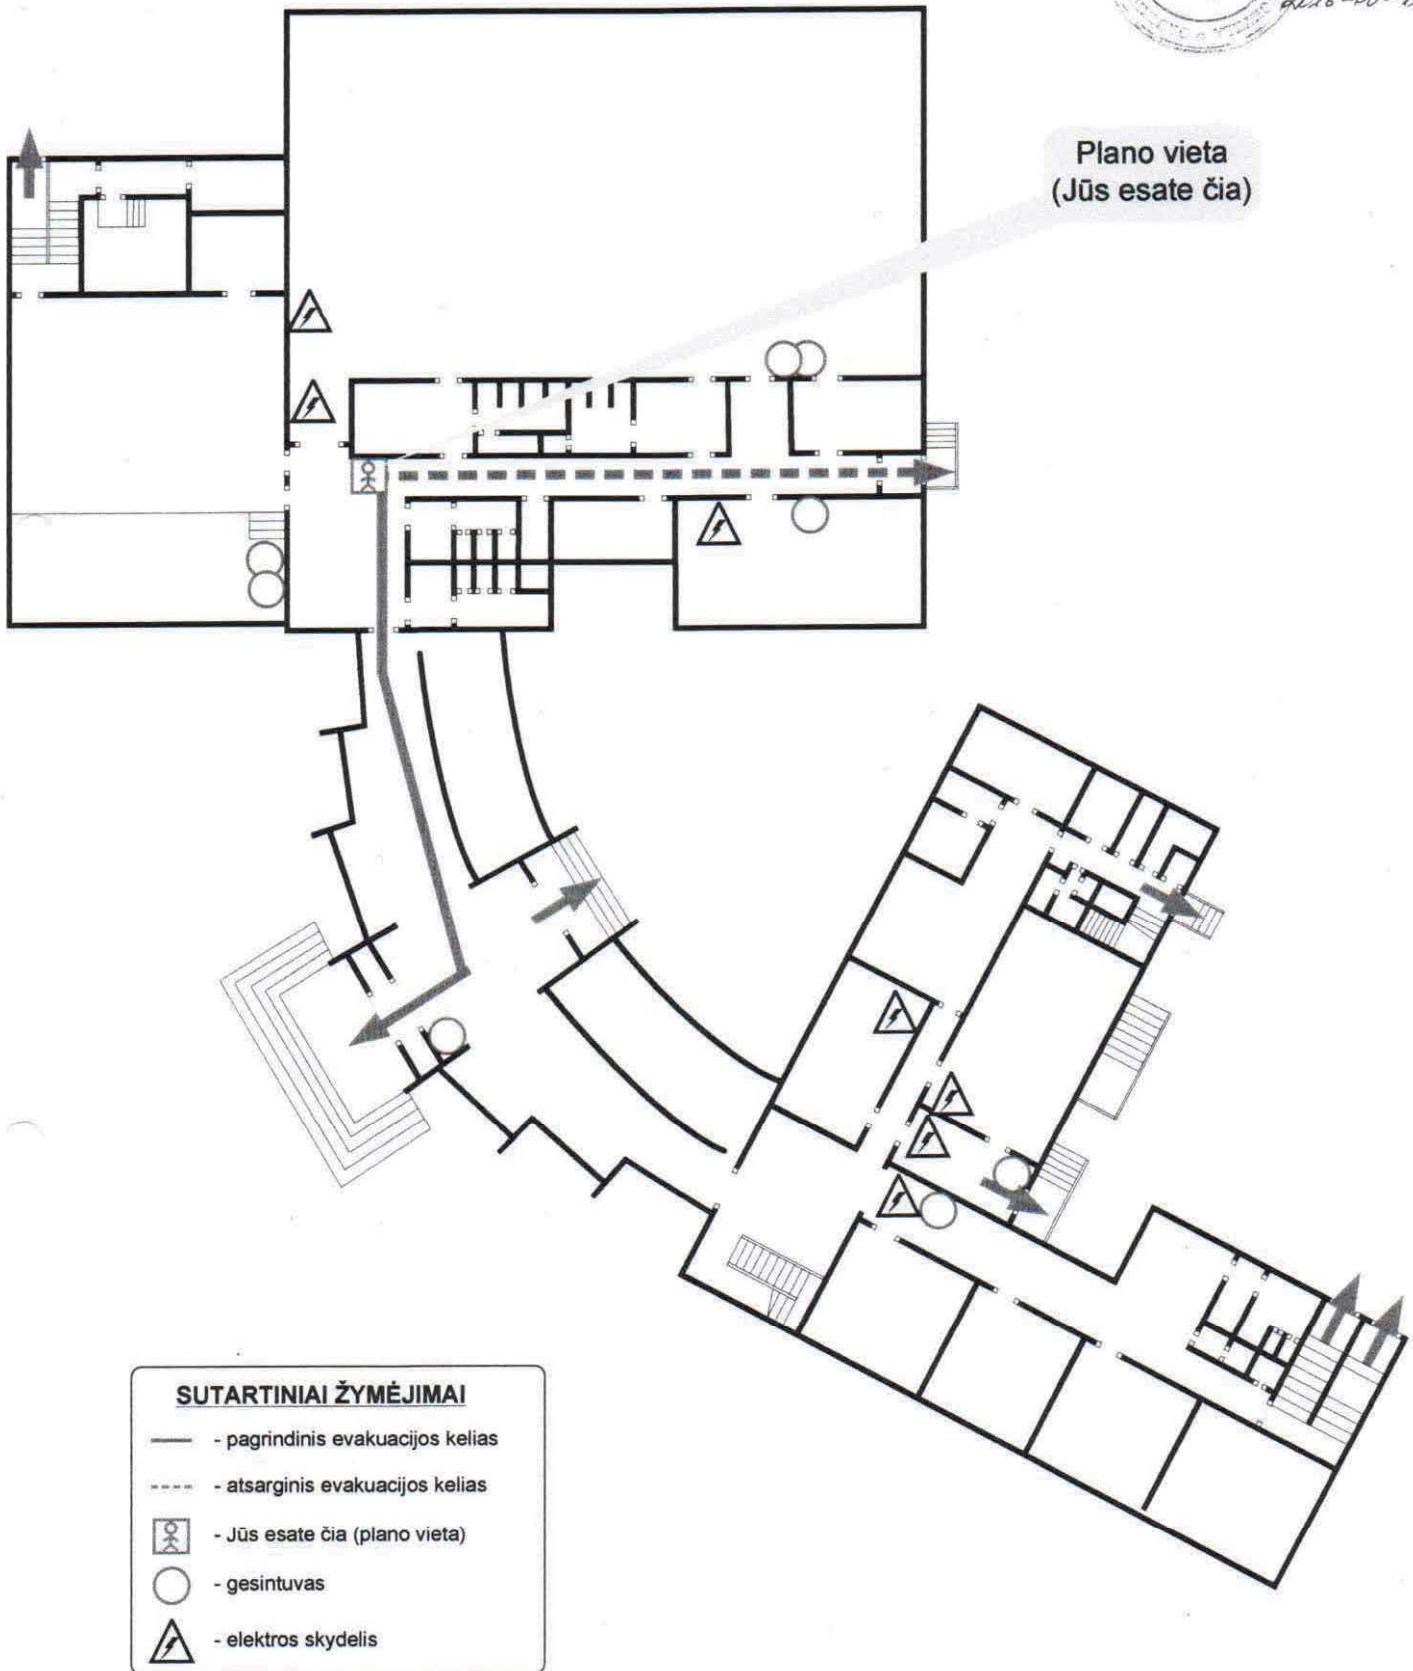 Plano vieta
(Jūs esate čia)
SUTARTINIAI ŽYMĖJIMAI
- pagrindinis evakuacijos kelias
- atsarginis evakuacijos kelias
- Jūs esate čia (plano vieta)
- gesintuvas
- elektros skydelis